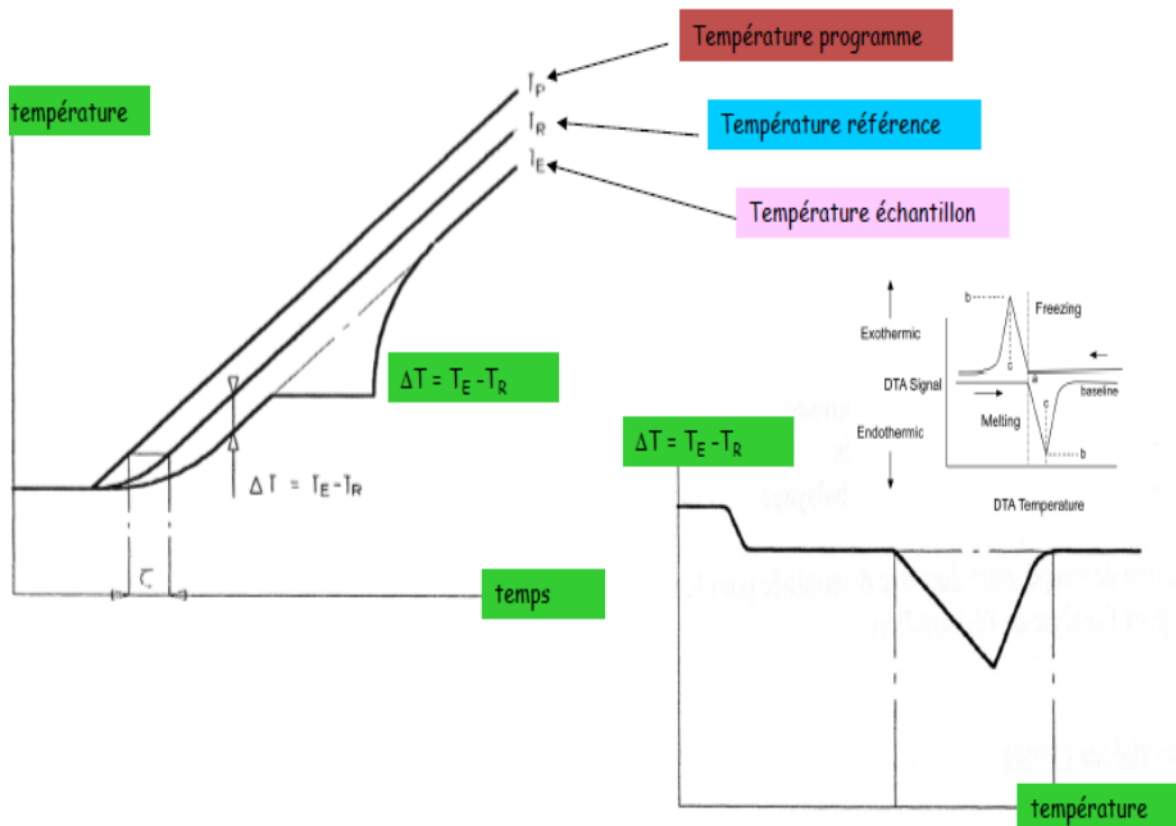 Température programme
température
T_P
Température référence
T_R
T_E
Température échantillon
b
Freezing
Exothermic
c
ΔT = T_E - T_R
DTA Signal
a
baseline
c
Melting
Endothermic
b
ΔT = T_E - T_R
ΔT = T_E - T_R
DTA Temperature
balayage
temps
température